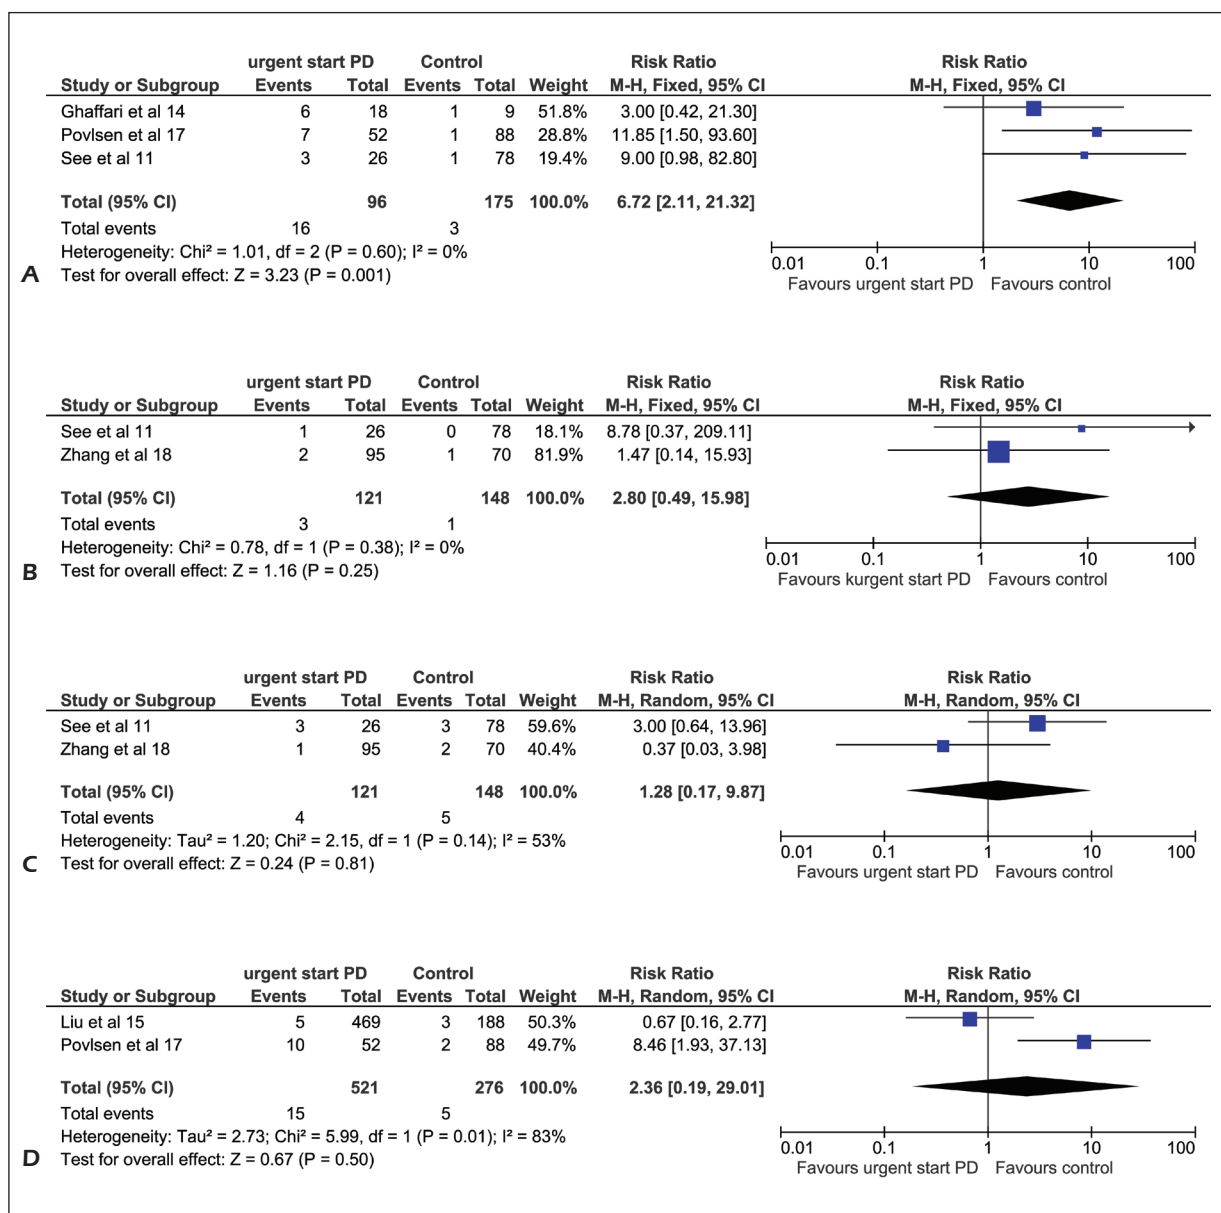 urgent start PD Control Risk Ratio Risk Ratio
Study or Subgroup Events Total Events Total Weight M-H, Fixed, 95% CI M-H, Fixed, 95% CI
Ghaffari et al 14 6 18 1 9 51.8% 3.00 [0.42, 21.30]
Povlsen et al 17 7 52 1 88 28.8% 11.85 [1.50, 93.60]
See et al 11 3 26 1 78 19.4% 9.00 [0.98, 82.80]
Total (95% CI) 96 175 100.0% 6.72 [2.11, 21.32]
Total events 16 3
Heterogeneity: Chi² = 1.01, df = 2 (P = 0.60); I² = 0%
0.01 0.1 1 10 100
A Test for overall effect: Z = 3.23 (P = 0.001)
Favours urgent start PD Favours control
urgent start PD Control Risk Ratio Risk Ratio
Study or Subgroup Events Total Events Total Weight M-H, Fixed, 95% CI M-H, Fixed, 95% CI
See et al 11 1 26 0 78 18.1% 8.78 [0.37, 209.11]
Zhang et al 18 2 95 1 70 81.9% 1.47 [0.14, 15.93]
Total (95% CI) 121 148 100.0% 2.80 [0.49, 15.98]
Total events 3 1
Heterogeneity: Chi² = 0.78, df = 1 (P = 0.38); I² = 0%
0.01 0.1 1 10 100
B Test for overall effect: Z = 1.16 (P = 0.25)
Favours kurgent start PD Favours control
urgent start PD Control Risk Ratio Risk Ratio
Study or Subgroup Events Total Events Total Weight M-H, Random, 95% CI M-H, Random, 95% CI
See et al 11 3 26 3 78 59.6% 3.00 [0.64, 13.96]
Zhang et al 18 1 95 2 70 40.4% 0.37 [0.03, 3.98]
Total (95% CI) 121 148 100.0% 1.28 [0.17, 9.87]
Total events 4 5
Heterogeneity: Tau² = 1.20; Chi² = 2.15, df = 1 (P = 0.14); I² = 53%
0.01 0.1 1 10 100
C Test for overall effect: Z = 0.24 (P = 0.81)
Favours urgent start PD Favours control
urgent start PD Control Risk Ratio Risk Ratio
Study or Subgroup Events Total Events Total Weight M-H, Random, 95% CI M-H, Random, 95% CI
Liu et al 15 5 469 3 188 50.3% 0.67 [0.16, 2.77]
Povlsen et al 17 10 52 2 88 49.7% 8.46 [1.93, 37.13]
Total (95% CI) 521 276 100.0% 2.36 [0.19, 29.01]
Total events 15 5
Heterogeneity: Tau² = 2.73; Chi² = 5.99, df = 1 (P = 0.01); I² = 83%
0.01 0.1 1 10 100
D Test for overall effect: Z = 0.67 (P = 0.50)
Favours urgent start PD Favours control